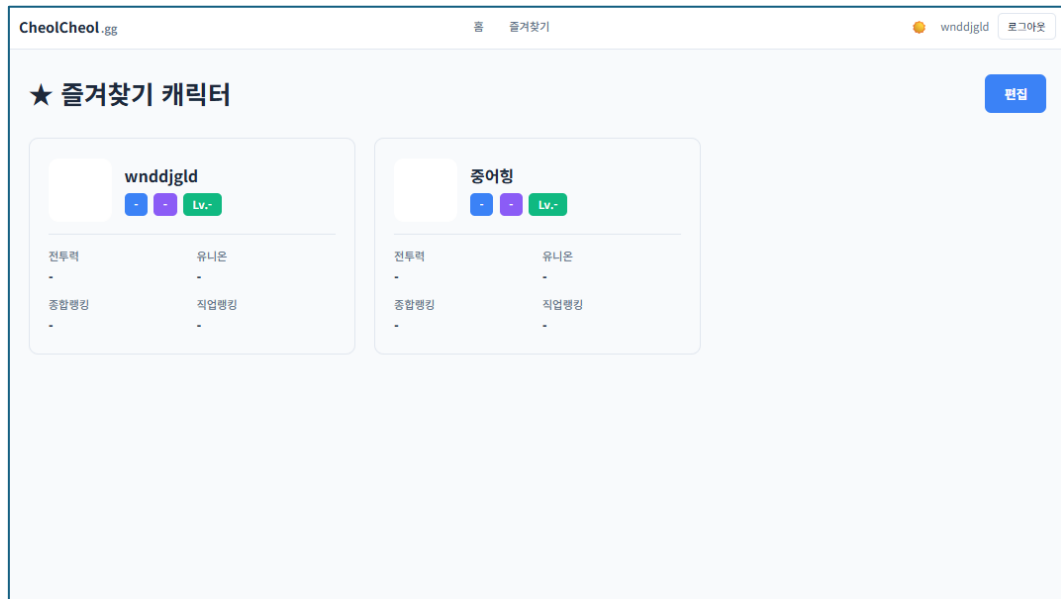 CheolCheol.gg
홈 즐겨찾기
wnddjgld 로그아웃
★ 즐겨찾기 캐릭터
편집
wnddjgld
- - Lv.-
전투력 유니온
- -
종합랭킹 직업랭킹
- -
중어힝
- - Lv.-
전투력 유니온
- -
종합랭킹 직업랭킹
- -